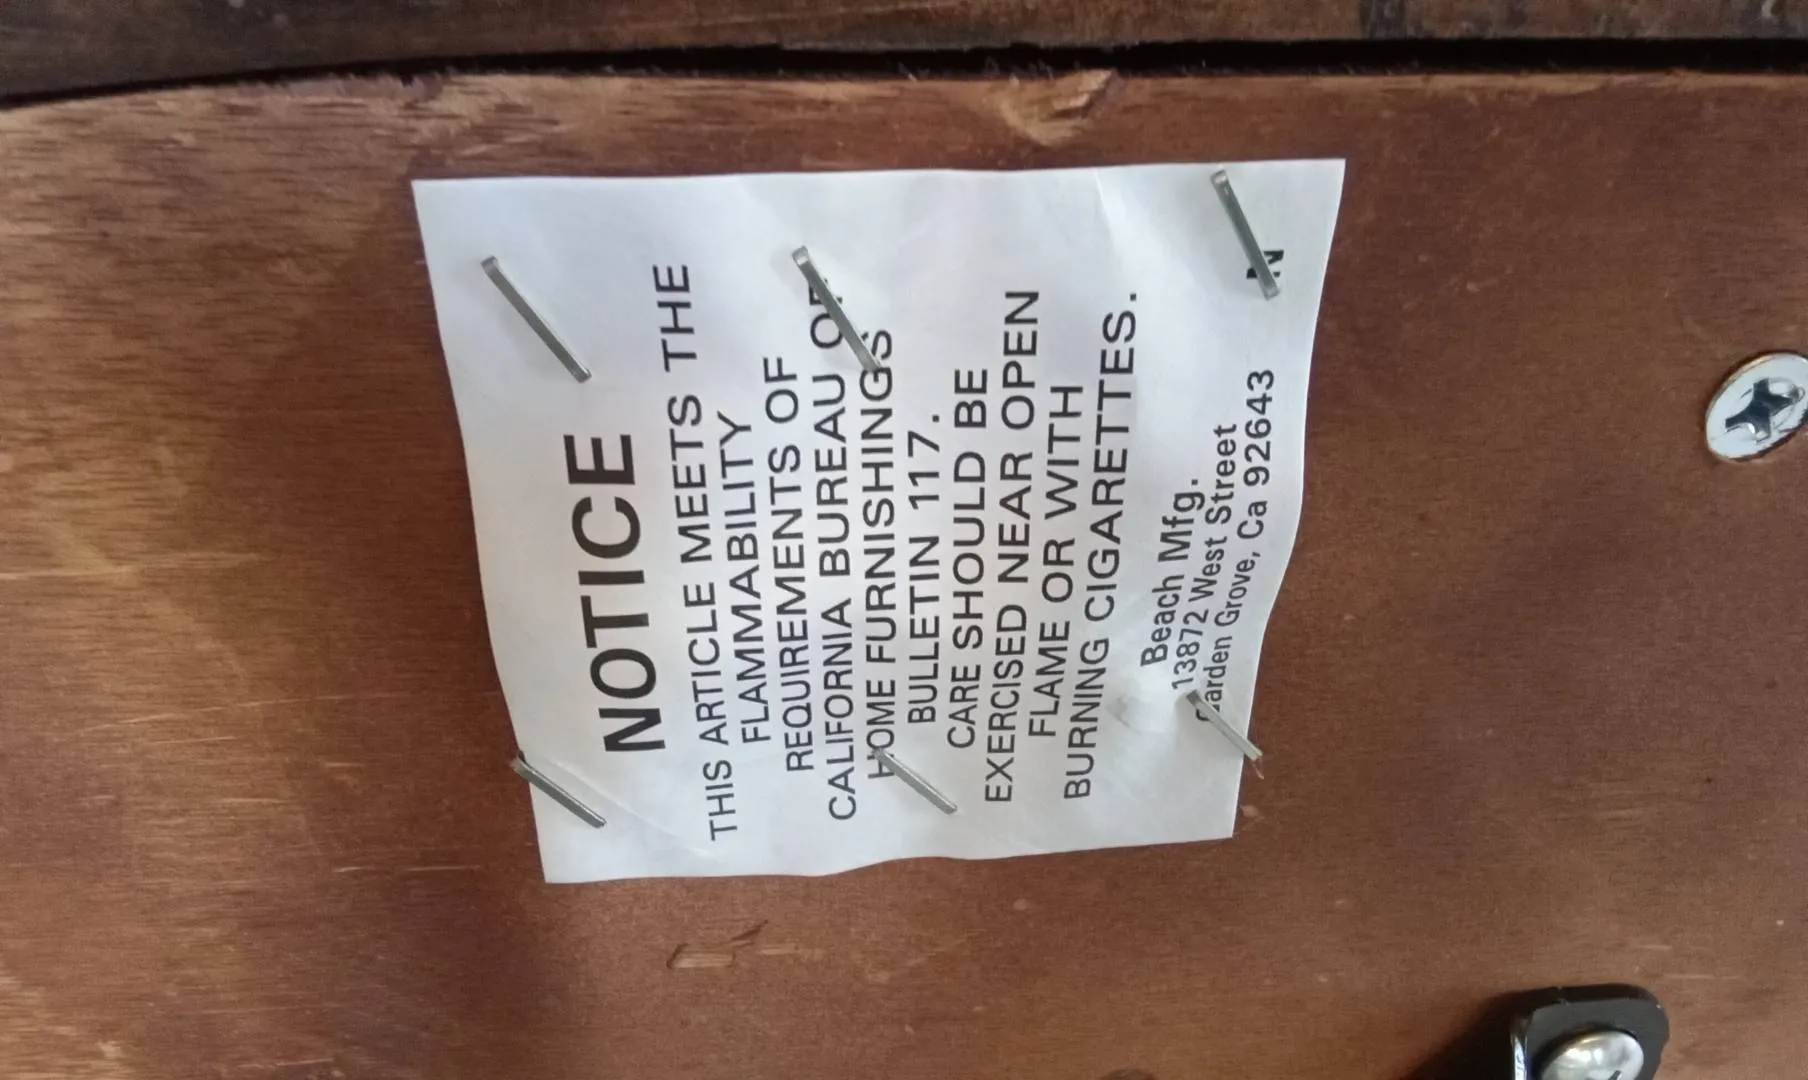 NOTICE
THIS ARTICLE MEETS THE
FLAMMABILITY
REQUIREMENTS OF
CALIFORNIA BUREAU OF
HOME FURNISHINGS
BULLETIN 117.
CARE SHOULD BE
EXERCISED NEAR OPEN
FLAME OR WITH
BURNING CIGARETTES.
Beach Mfg.
13872 West Street
Garden Grove, Ca 92643
N